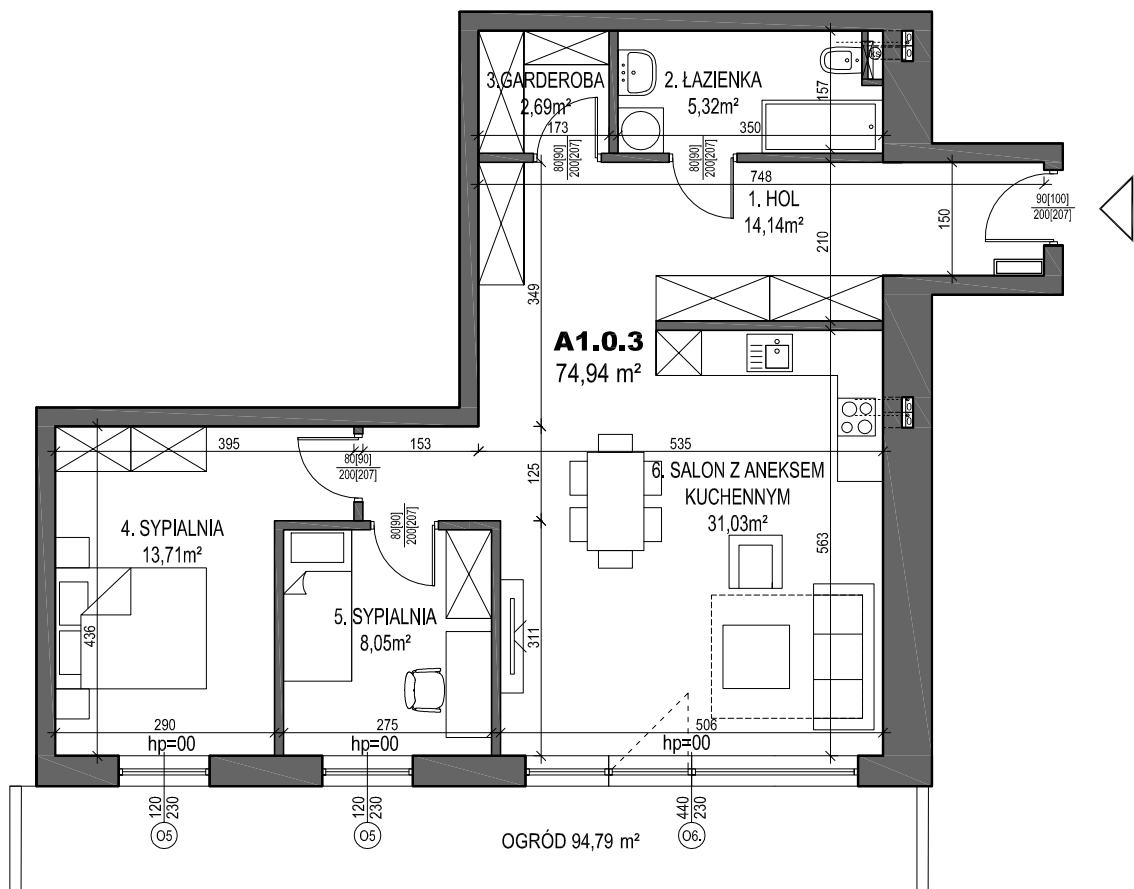 3.GARDEROBA
2,69m²
173
2. ŁAZIENKA
5,32m²
350
157
80[90]
200[207]
80[90]
200[207]
748
1. HOL
14,14m²
210
150
90[100]
200[207]
349
A1.0.3
74,94 m²
395
153
535
80[90]
200[207]
125
80[90]
200[207]
6. SALON Z ANEKSEM
KUCHENNYM
31,03m²
563
4. SYPIALNIA
13,71m²
436
5. SYPIALNIA
8,05m²
311
290
hp=00
275
hp=00
506
hp=00
120
230
O5
120
230
O5
440
230
O6.
OGRÓD 94,79 m²